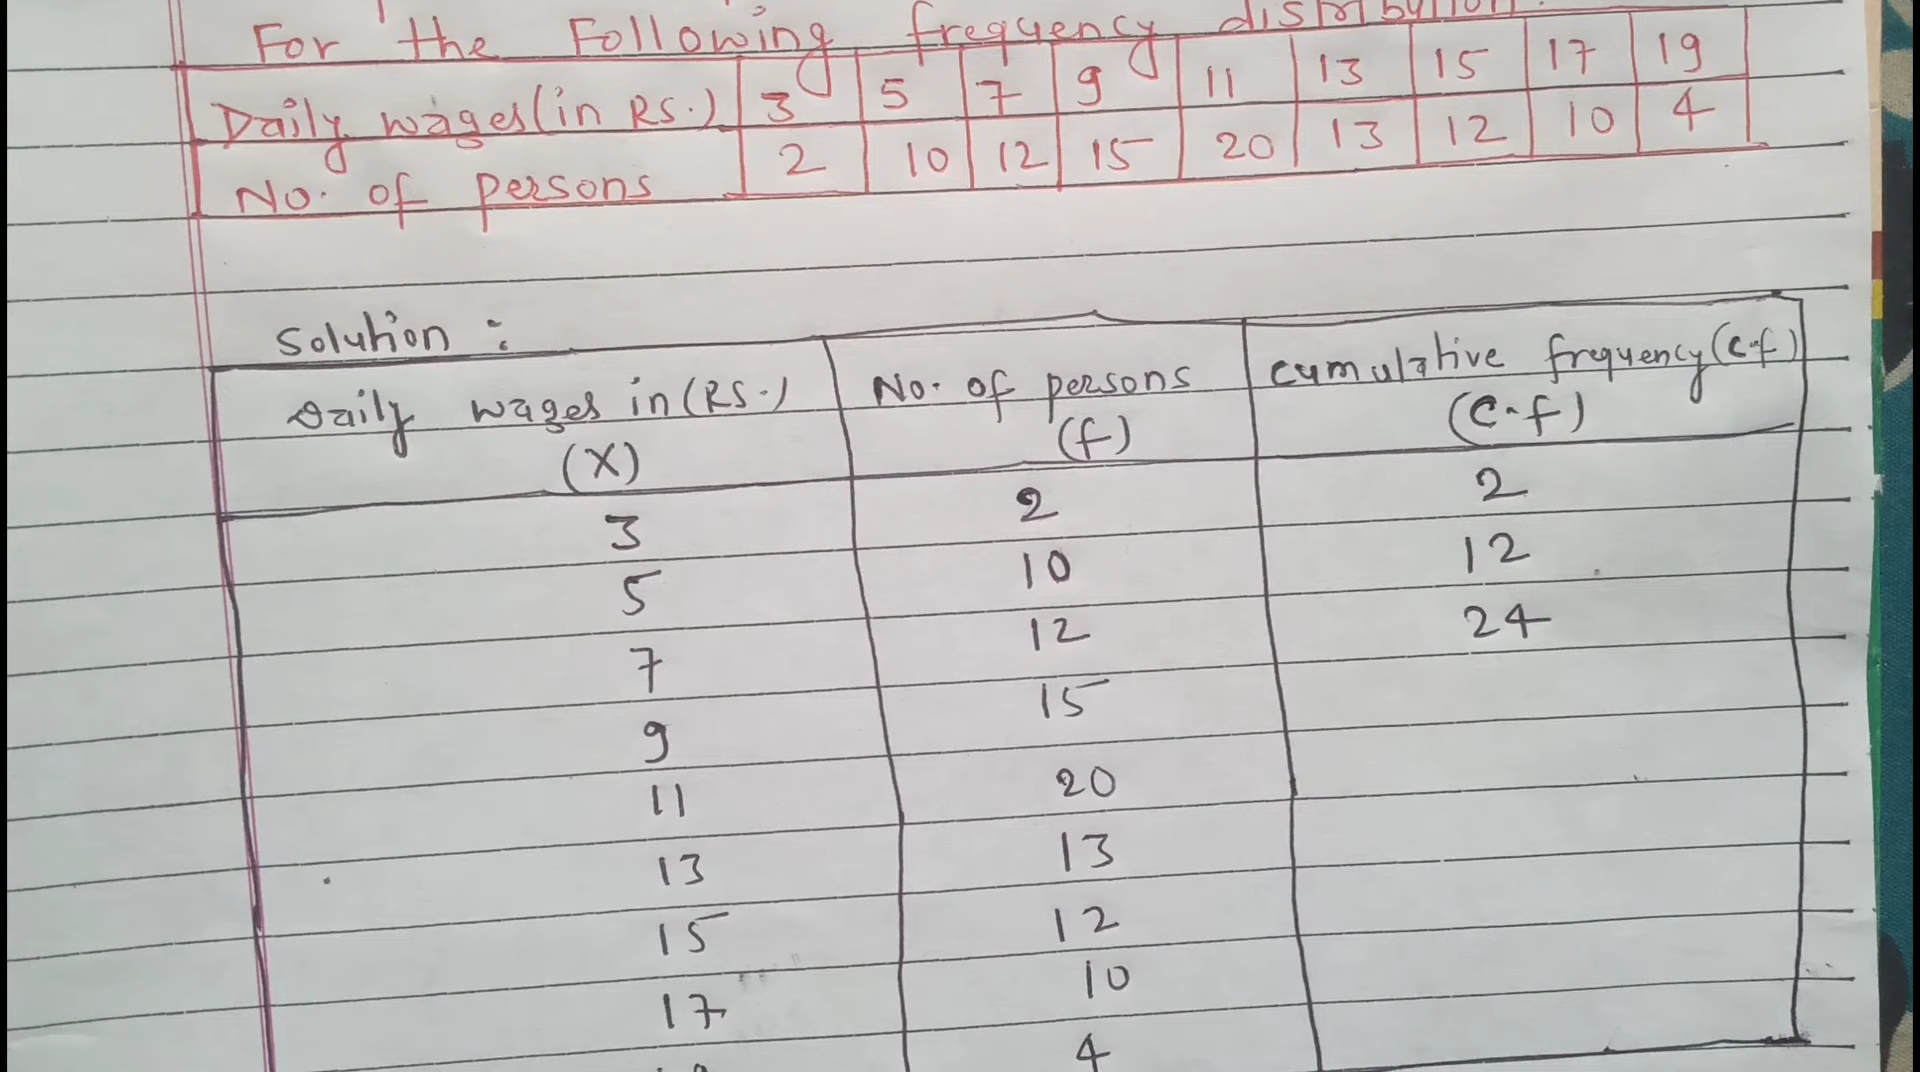 For the Following frequency distribution.
Daily wages (in RS.) 3 5 7 9 11 13 15 17 19
No. of persons 2 10 12 15 20 13 12 10 4
Solution :
Daily wages in (RS.) No. of persons cumulative frequency (c.f)
(X) (f) (c.f)
3 2 2
5 10 12
7 12 24
9 15
11 20
13 13
15 12
17 10
4